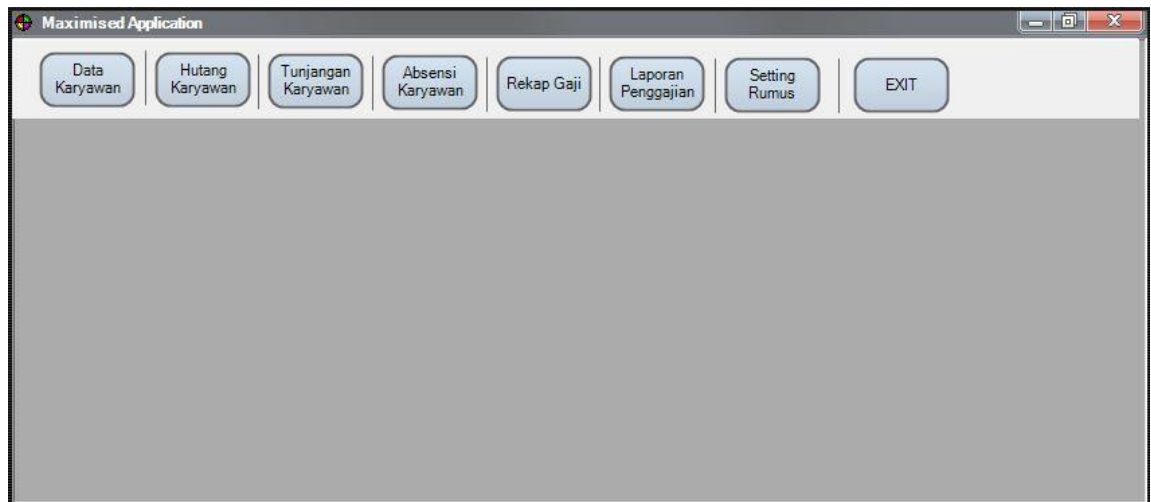 Maximised Application
Data
Karyawan
Hutang
Karyawan
Tunjangan
Karyawan
Absensi
Karyawan
Rekap Gaji
Laporan
Penggajian
Setting
Rumus
EXIT